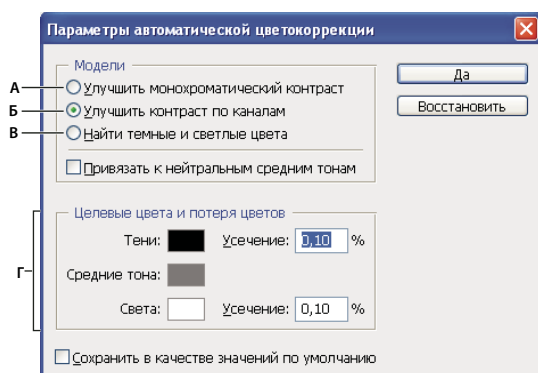 Параметры автоматической цветокоррекции
Модели
А
Улучшить монохроматический контраст
Б
Улучшить контраст по каналам
В
Найти темные и светлые цвета
Привязать к нейтральным средним тонам
Да
Восстановить
Г
Целевые цвета и потеря цветов
Тени: Усечение: 0,10 %
Средние тона:
Света: Усечение: 0,10 %
Сохранить в качестве значений по умолчанию